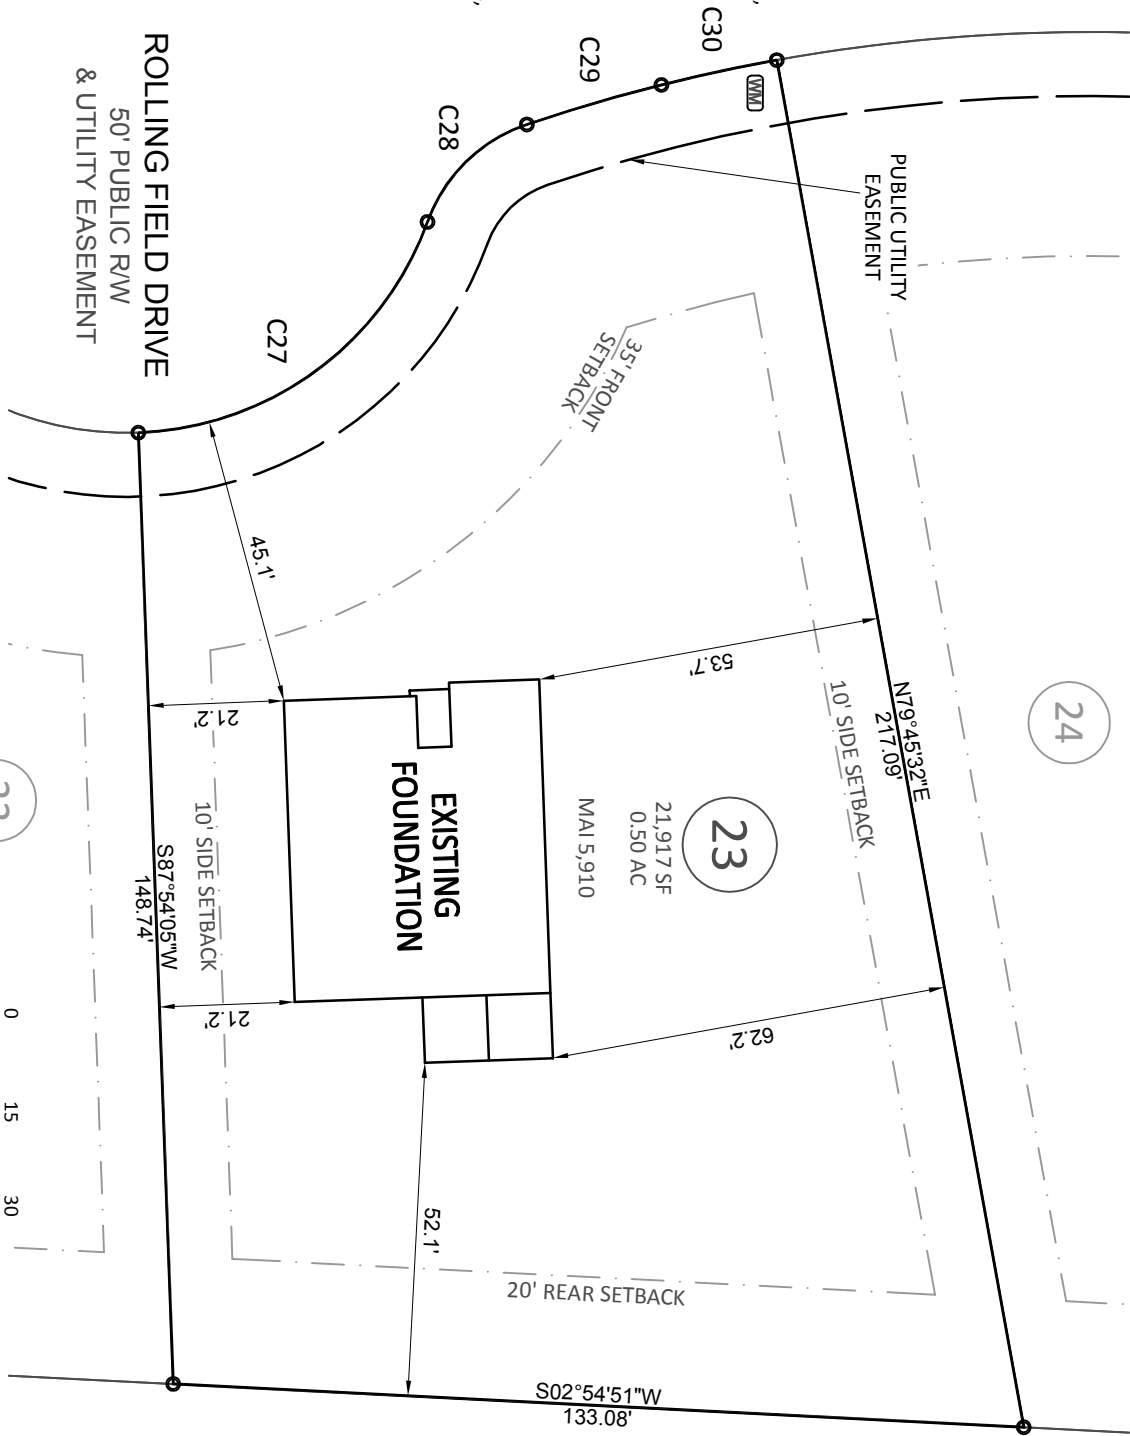 C30
C29
C28
C27
WM
PUBLIC UTILITY
EASEMENT
ROLLING FIELD DRIVE
50' PUBLIC R/W
& UTILITY EASEMENT
35' FRONT
SETBACK
45.1'
53.7'
21.2'
10' SIDE SETBACK
N79°45'32"E
217.09'
24
23
21,917 SF
0.50 AC
MAI 5,910
EXISTING
FOUNDATION
10' SIDE SETBACK
S87°54'05"W
148.74'
21.2'
62.2'
52.1'
20' REAR SETBACK
S02°54'51"W
133.08'
0
15
30